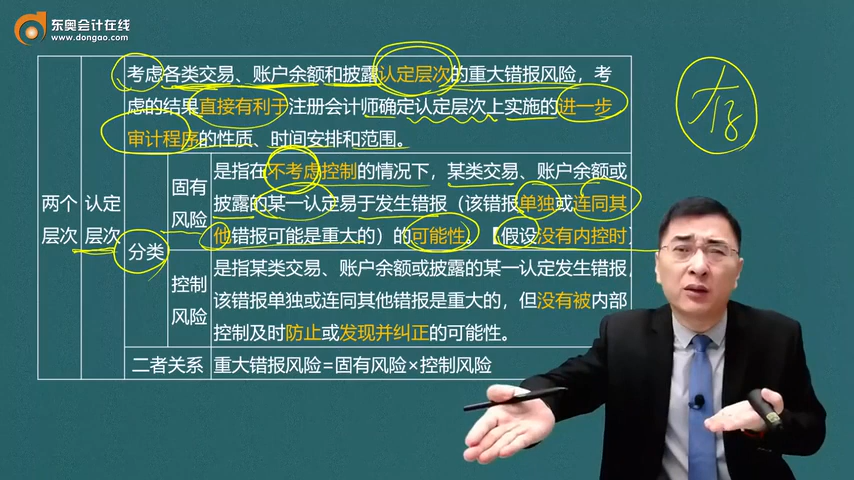 东奥会计在线
www.dongao.com
考虑各类交易、账户余额和披露认定层次的重大错报风险，考
虑的结果直接有利于注册会计师确定认定层次上实施的进一步
审计程序的性质、时间安排和范围。
两个
层次
认定
层次
分类
固有
风险
是指在不考虑控制的情况下，某类交易、账户余额或
披露的某一认定易于发生错报（该错报单独或连同其
他错报可能是重大的）的可能性。【假设没有内控时】
控制
风险
是指某类交易、账户余额或披露的某一认定发生错报，
该错报单独或连同其他错报是重大的，但没有被内部
控制及时防止或发现并纠正的可能性。
二者关系
重大错报风险=固有风险×控制风险